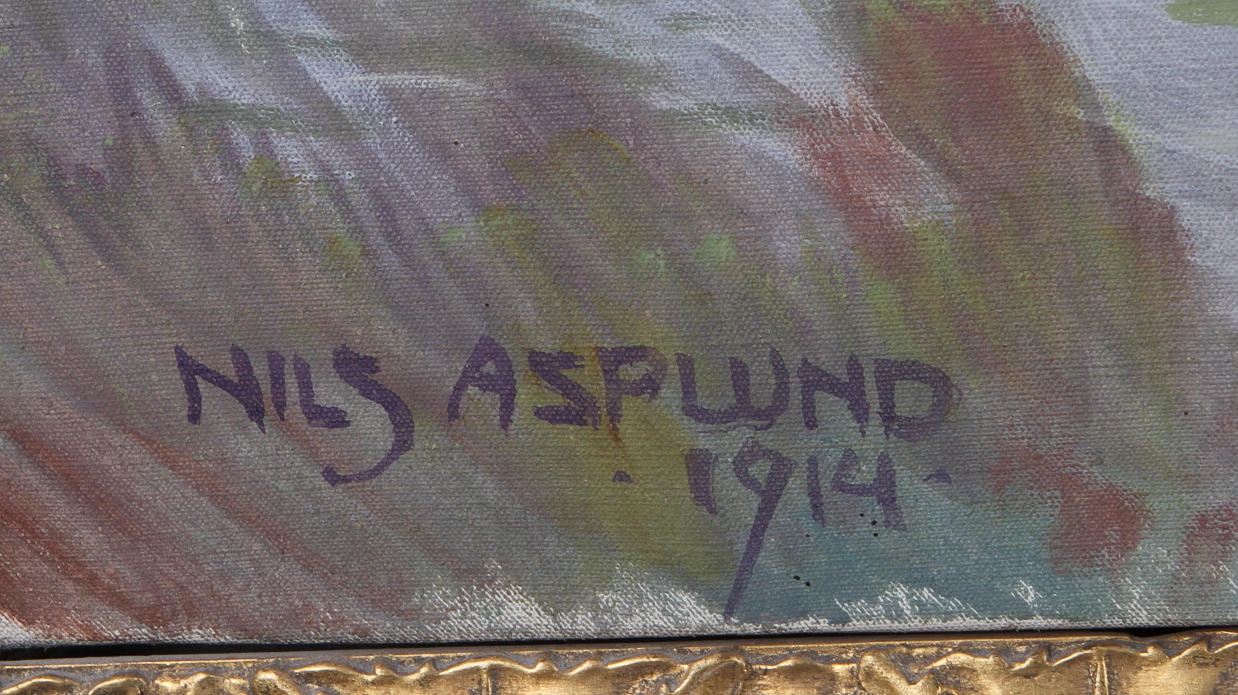 NILS ASPLUND
· 1914 ·